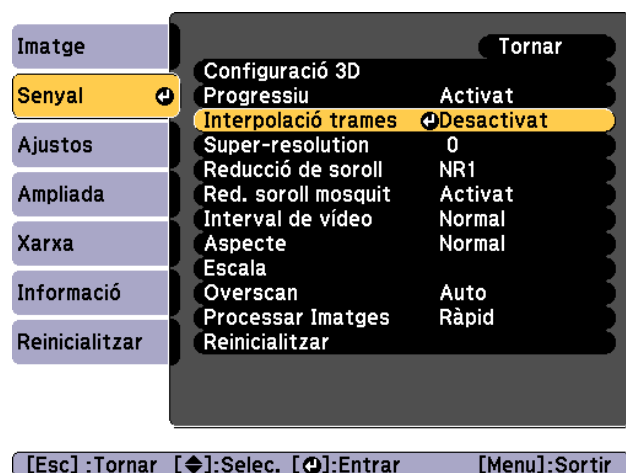 Imatge
Senyal
Ajustos
Ampliada
Xarxa
Informació
Reinicialitzar
Tornar
Configuració 3D
Progressiu Activat
Interpolació trames Desactivat
Super-resolution 0
Reducció de soroll NR1
Red. soroll mosquit Activat
Interval de vídeo Normal
Aspecte Normal
Escala
Overscan Auto
Processar Imatges Ràpid
Reinicialitzar
[Esc] :Tornar [◆]:Selec. [⏎]:Entrar [Menu]:Sortir